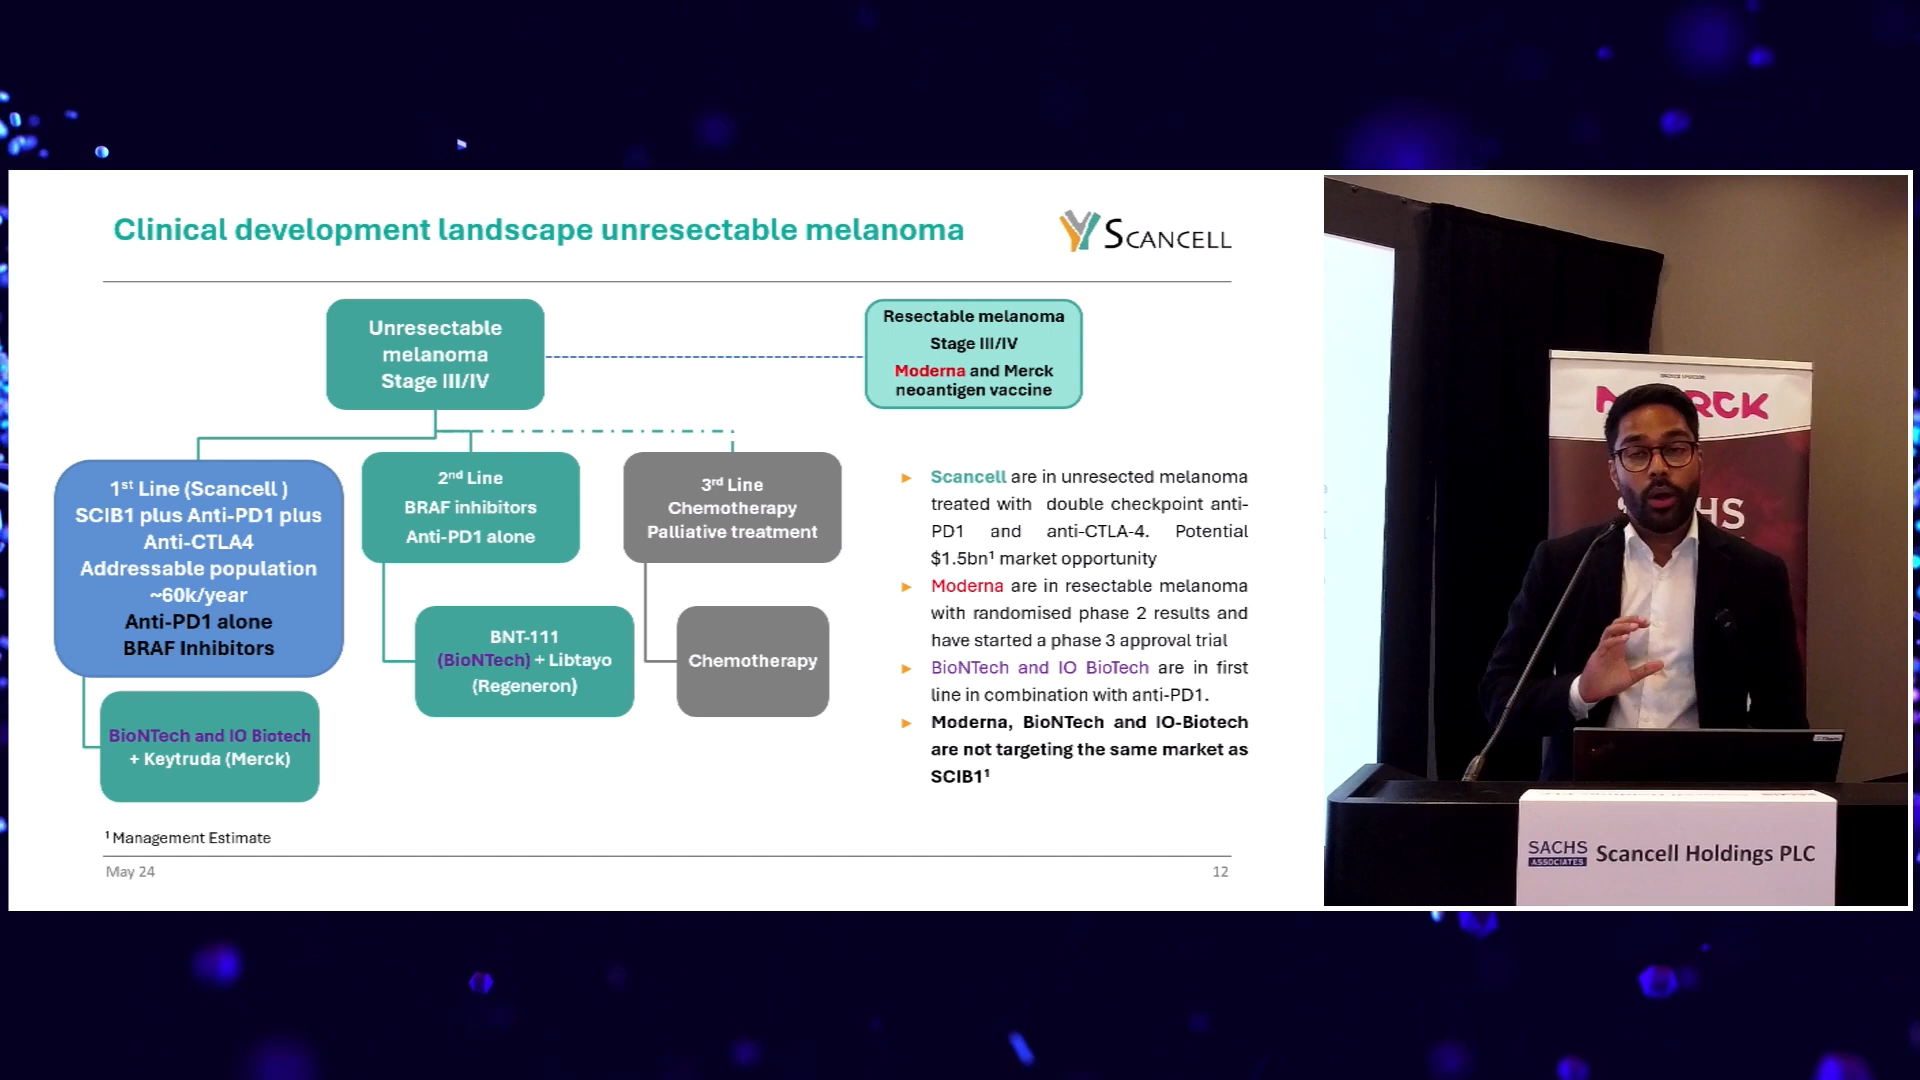 Clinical development landscape unresectable melanoma
SCANCELL
Unresectable
melanoma
Stage III/IV
Resectable melanoma
Stage III/IV
Moderna and Merck
neoantigen vaccine
1st Line (Scancell )
SCIB1 plus Anti-PD1 plus
Anti-CTLA4
Addressable population
~60k/year
Anti-PD1 alone
BRAF Inhibitors
2nd Line
BRAF inhibitors
Anti-PD1 alone
3rd Line
Chemotherapy
Palliative treatment
BioNTech and IO Biotech
+ Keytruda (Merck)
BNT-111
(BioNTech) + Libtayo
(Regeneron)
Chemotherapy
► Scancell are in unresected melanoma
treated with double checkpoint anti-
PD1 and anti-CTLA-4. Potential
$1.5bn¹ market opportunity
► Moderna are in resectable melanoma
with randomised phase 2 results and
have started a phase 3 approval trial
► BioNTech and IO BioTech are in first
line in combination with anti-PD1.
► Moderna, BioNTech and IO-Biotech
are not targeting the same market as
SCIB1¹
¹ Management Estimate
May 24
12
SACHS
ASSOCIATES
Scancell Holdings PLC